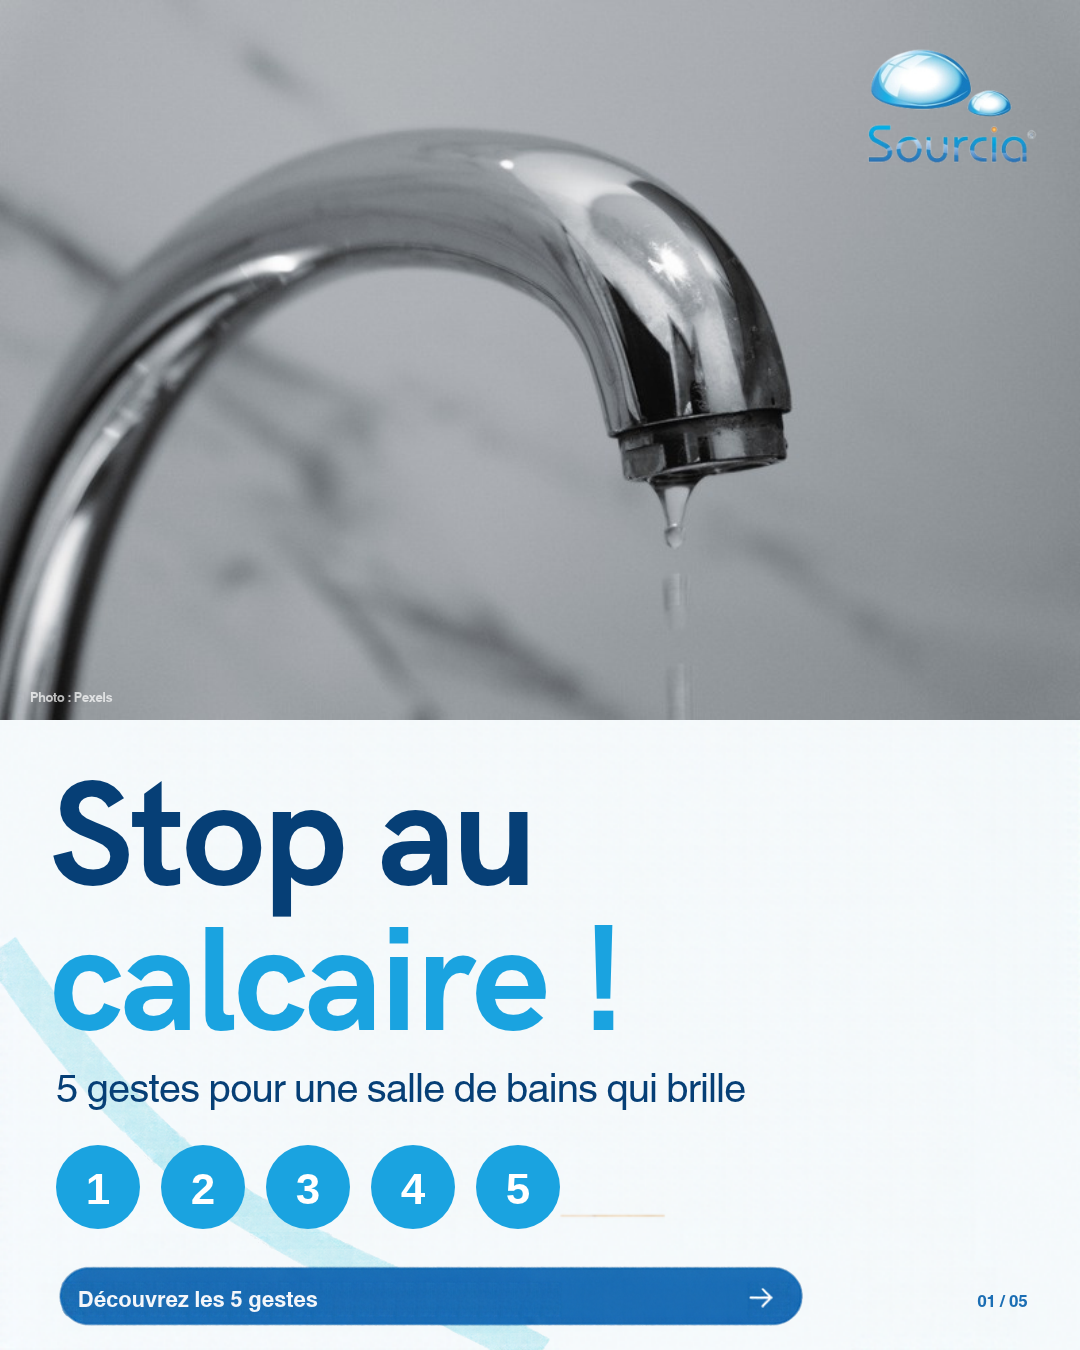 Sourcia
©
Photo : Pexels
Stop au
calcaire !
5 gestes pour une salle de bains qui brille
1 2 3 4 5
Découvrez les 5 gestes →
01 / 05